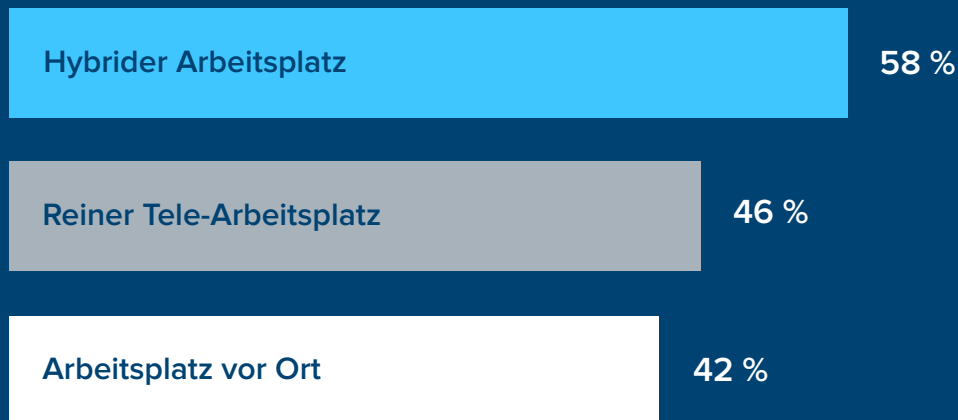 Hybrider Arbeitsplatz 58 %
Reiner Tele-Arbeitsplatz 46 %
Arbeitsplatz vor Ort 42 %